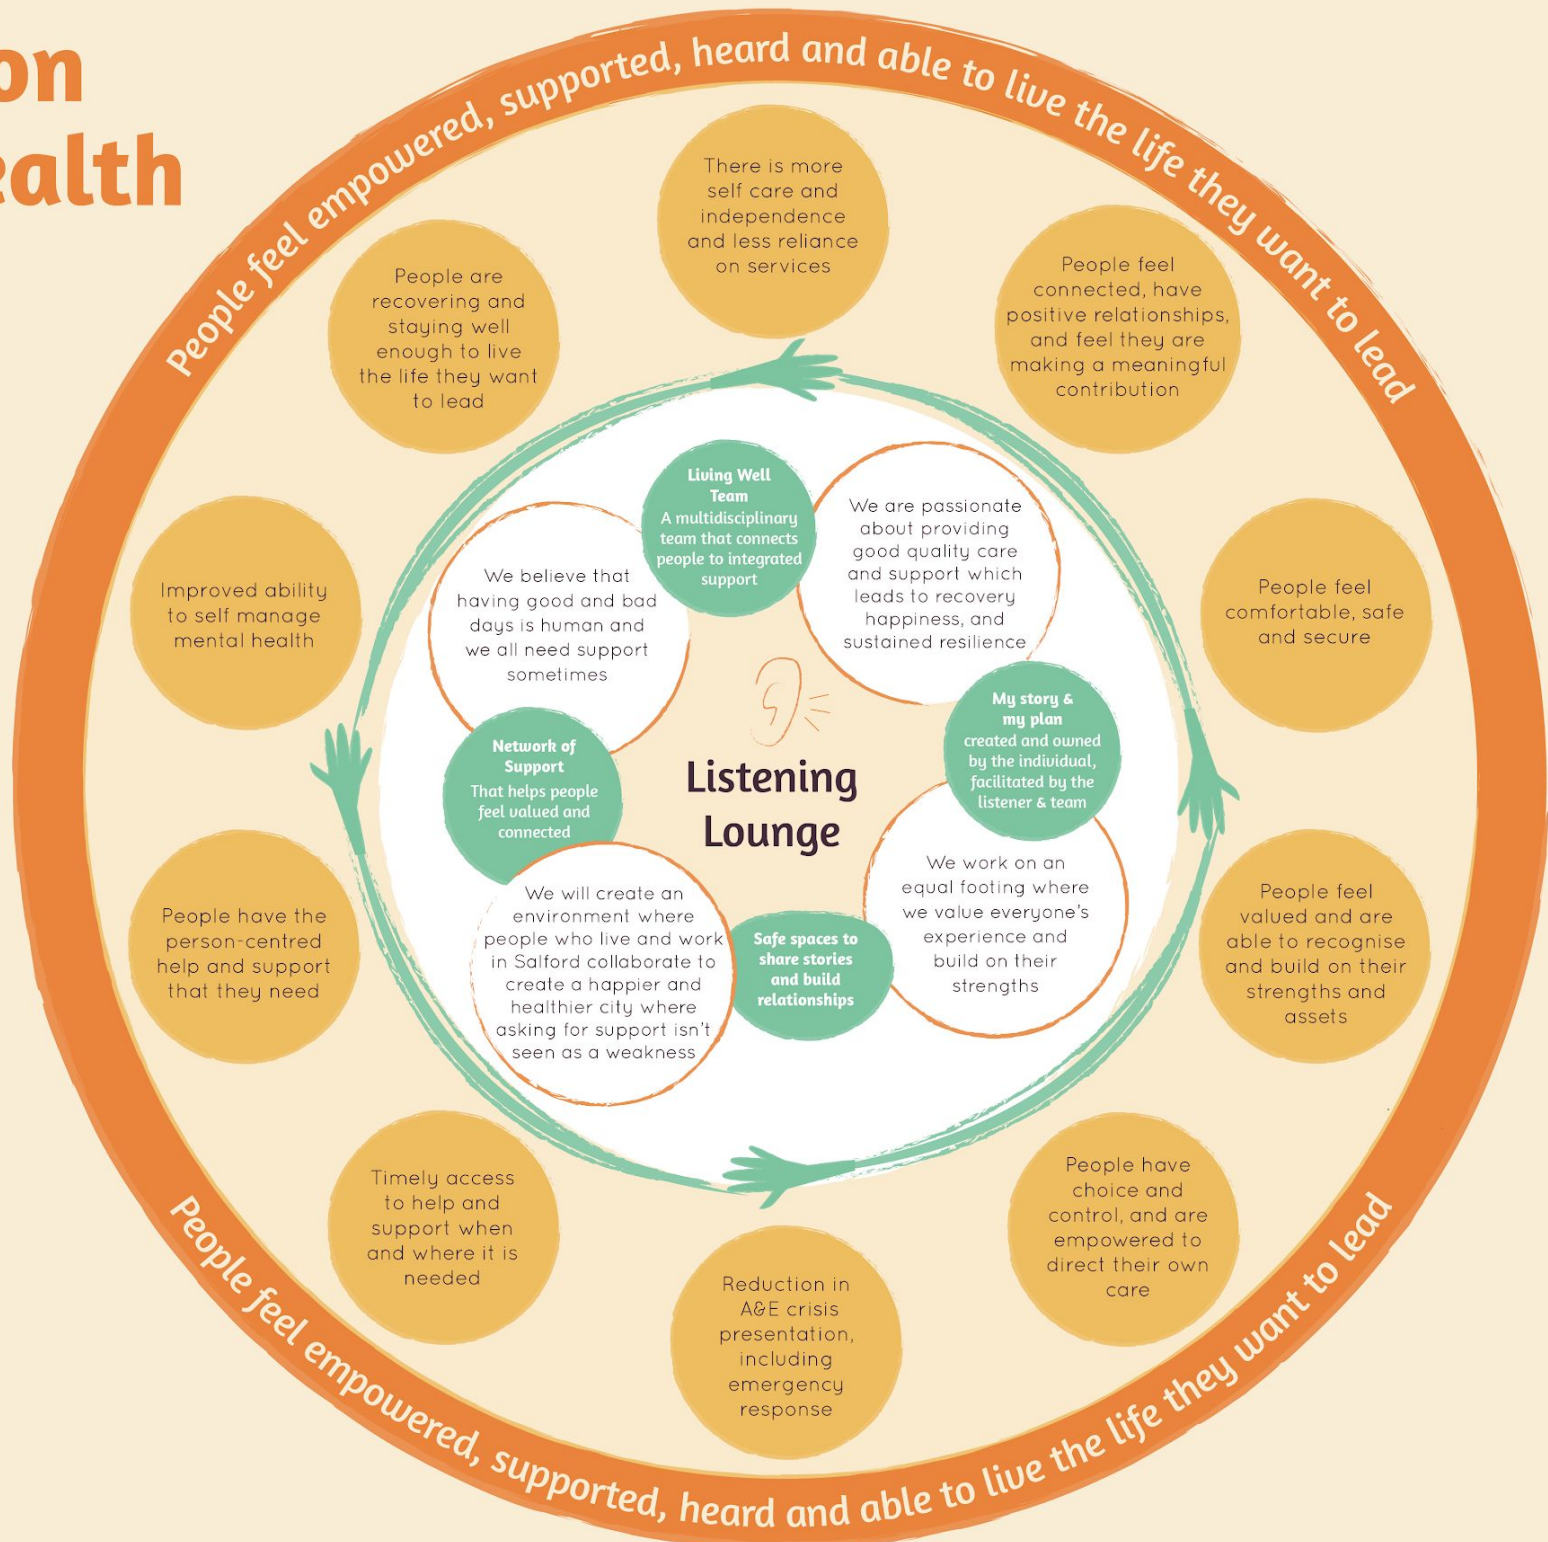 on
ealth
People feel empowered, supported, heard and able to live the life they want to lead
There is more
self care and
independence
and less reliance
on services
People are
recovering and
staying well
enough to live
the life they want
to lead
People feel
connected, have
positive relationships,
and feel they are
making a meaningful
contribution
Improved ability
to self manage
mental health
People feel
comfortable, safe
and secure
People have the
person-centred
help and support
that they need
People feel
valued and are
able to recognise
and build on their
strengths and
assets
Timely access
to help and
support when
and where it is
needed
People have
choice and
control, and are
empowered to
direct their own
care
Reduction in
A&E crisis
presentation,
including
emergency
response
Living Well
Team
A multidisciplinary
team that connects
people to integrated
support
We are passionate
about providing
good quality care
and support which
leads to recovery
happiness, and
sustained resilience
We believe that
having good and bad
days is human and
we all need support
sometimes
My story &
my plan
created and owned
by the individual,
facilitated by the
listener & team
Network of
Support
That helps people
feel valued and
connected
Listening
Lounge
We work on an
equal footing where
we value everyone's
experience and
build on their
strengths
We will create an
environment where
people who live and work
in Salford collaborate to
create a happier and
healthier city where
asking for support isn't
seen as a weakness
Safe spaces to
share stories
and build
relationships
People feel empowered, supported, heard and able to live the life they want to lead